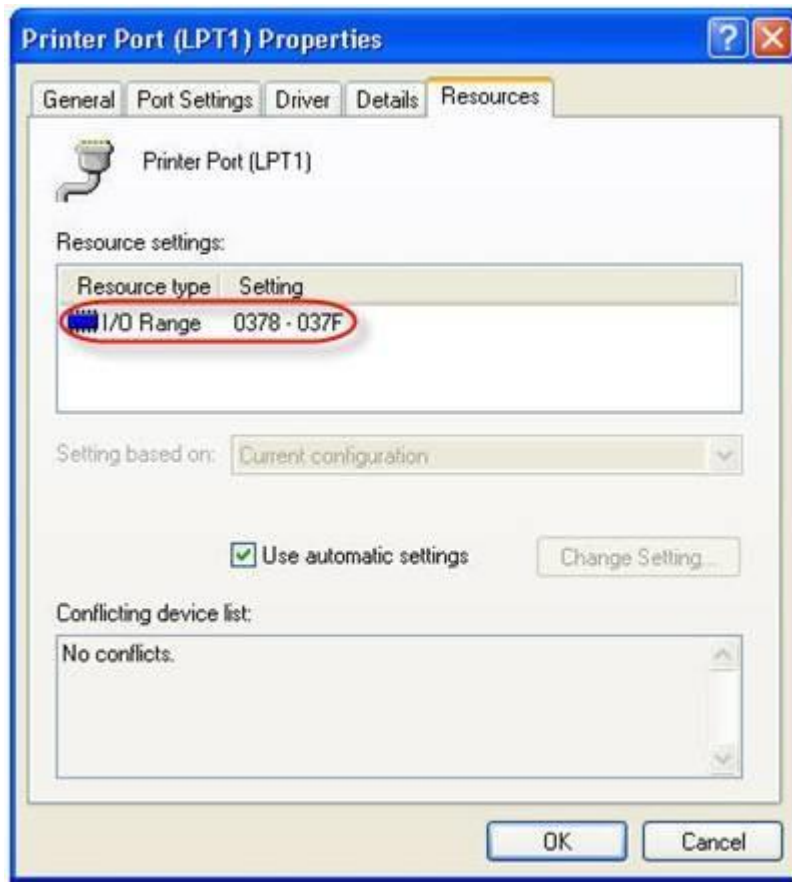 Printer Port (LPT1) Properties
General Port Settings Driver Details Resources
Printer Port (LPT1)
Resource settings:
Resource type Setting
I/O Range 0378 - 037F
Setting based on: Current configuration
Use automatic settings Change Setting...
Conflicting device list:
No conflicts.
OK Cancel